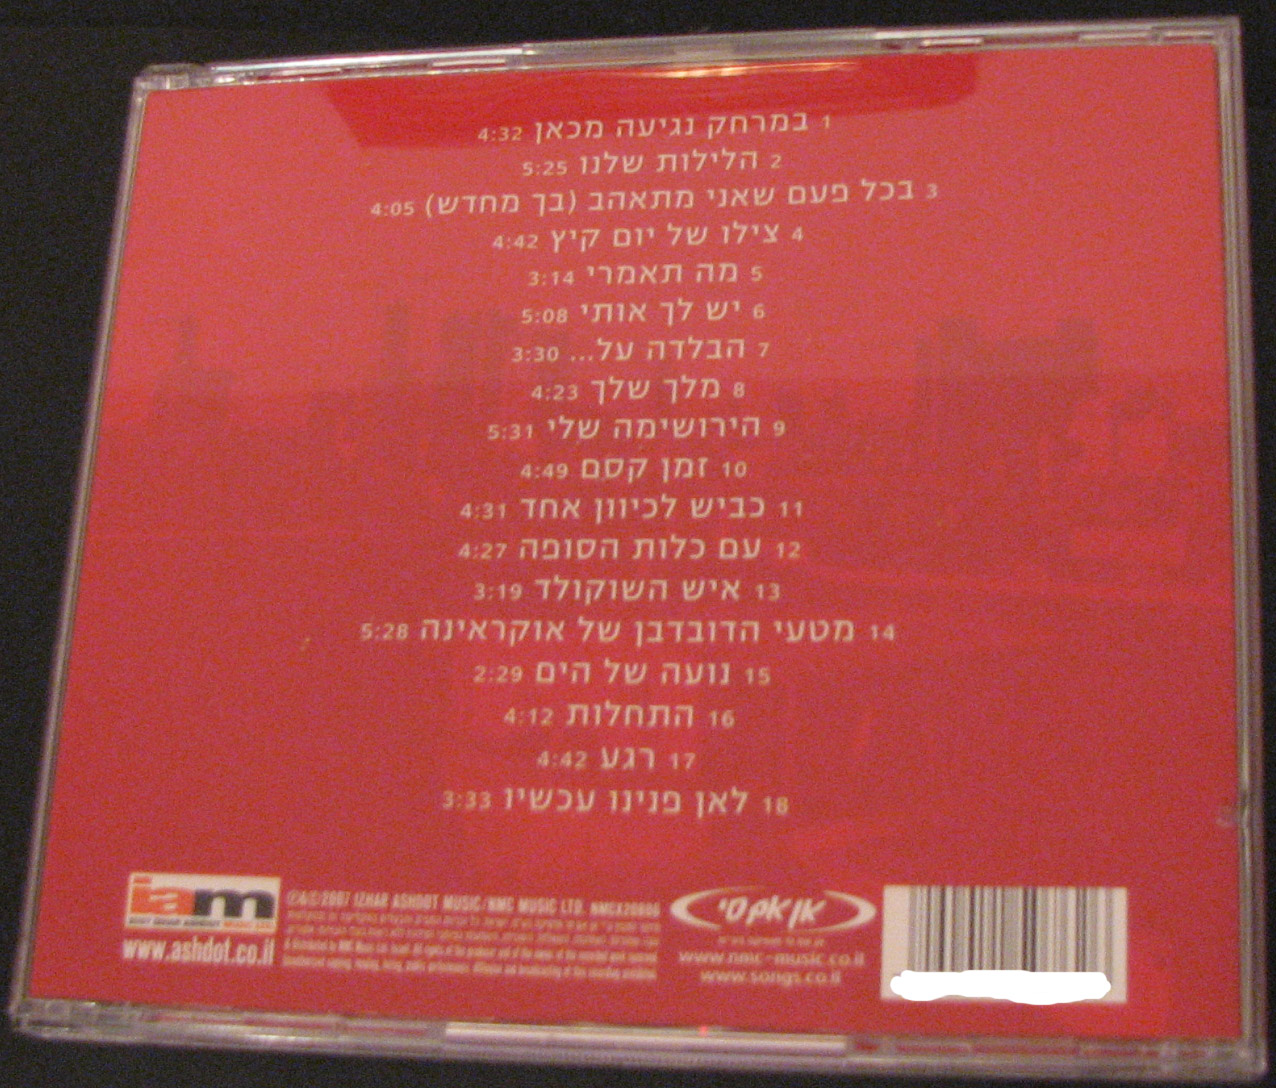 1 במרחק נגיעה מכאן 4:32
2 הלילות שלנו 5:25
3 בכל פעם שאני מתאהב (בך מחדש) 4:05
4 צילו של יום קיץ 4:42
5 מה תאמרי 3:14
6 יש לך אותי 5:08
7 הבלדה על... 3:30
8 מלך שלך 4:23
9 הירושימה שלי 5:31
10 זמן קסם 4:49
11 כביש לכיוון אחד 4:31
12 עם כלות הסופה 4:27
13 איש השוקולד 3:19
14 מטעי הדובדבן של אוקראינה 5:28
15 נועה של הים 2:29
16 התחלות 4:12
17 רגע 4:42
18 לאן פנינו עכשיו 3:33
iam
www.ashdot.co.il
℗&©2007 IZHAR ASHDOT MUSIC/NMC MUSIC LTD.
אן אמ סי
www.nmc-music.co.il
www.songs.co.il